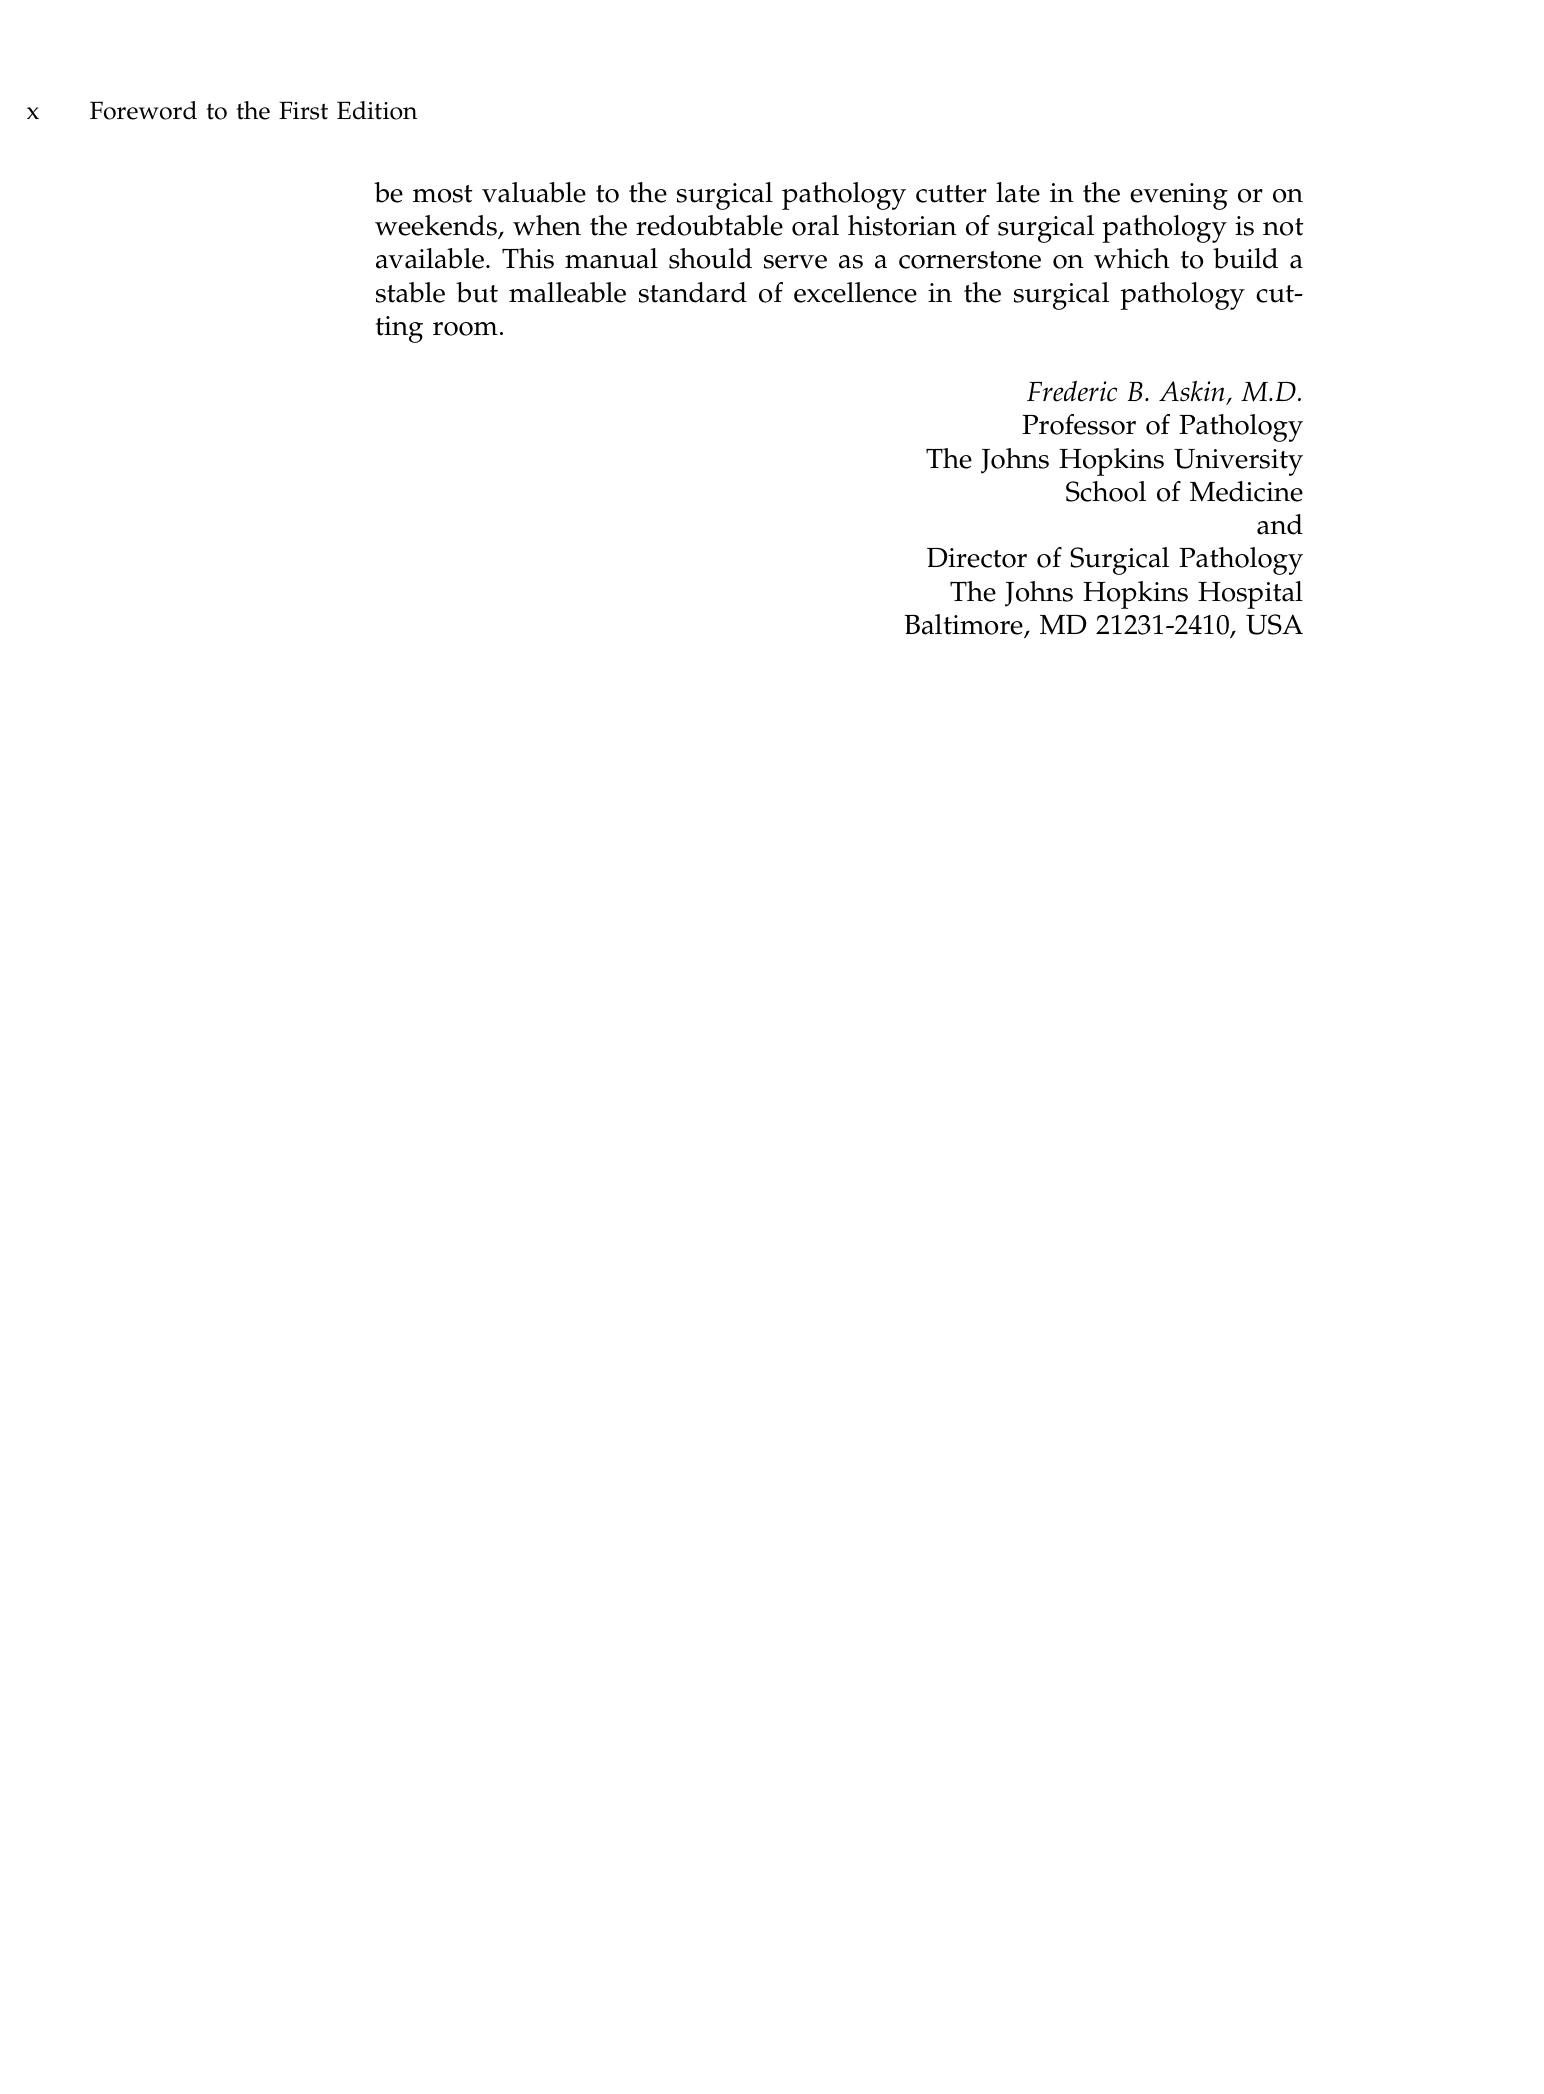 x Foreword to the First Edition
be most valuable to the surgical pathology cutter late in the evening or on
weekends, when the redoubtable oral historian of surgical pathology is not
available. This manual should serve as a cornerstone on which to build a
stable but malleable standard of excellence in the surgical pathology cut-
ting room.
Frederic B. Askin, M.D.
Professor of Pathology
The Johns Hopkins University
School of Medicine
and
Director of Surgical Pathology
The Johns Hopkins Hospital
Baltimore, MD 21231-2410, USA